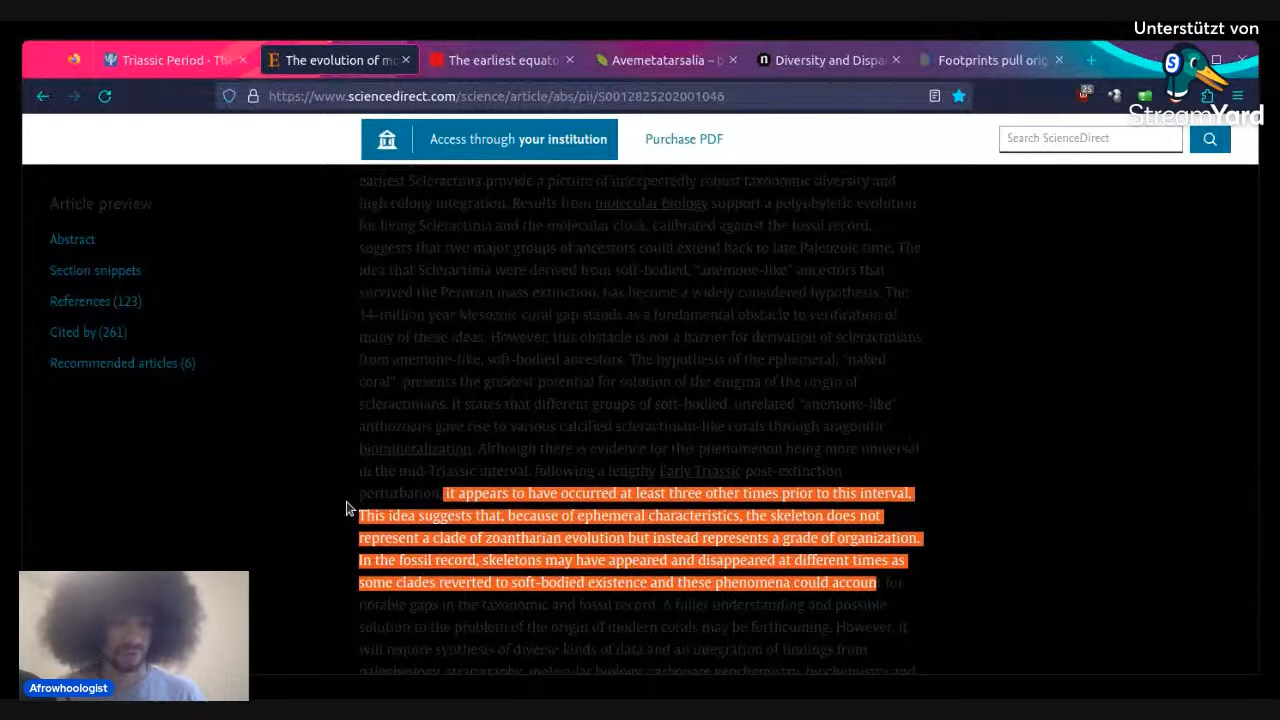 Unterstützt von
StreamYard
Triassic Period - Th
The evolution of mo
The earliest equato
Avemetatarsalia – b
Diversity and Dispa
Footprints pull orig
https://www.sciencedirect.com/science/article/abs/pii/S0012825202001046
25
Access through your institution
Purchase PDF
Search ScienceDirect
Article preview
Abstract
Section snippets
References (123)
Cited by (261)
Recommended articles (6)
earliest Scleractinia provide a picture of unexpectedly robust taxonomic diversity and
high colony integration. Results from molecular biology support a polyphyletic evolution
for living Scleractinia and the molecular clock, calibrated against the fossil record,
suggests that two major groups of ancestors could extend back to late Paleozoic time. The
idea that Scleractinia were derived from soft-bodied, “anemone-like” ancestors that
survived the Permian mass extinction, has become a widely considered hypothesis. The
14-million year Mesozoic coral gap stands as a fundamental obstacle to verification of
many of these ideas. However, this obstacle is not a barrier for derivation of scleractinians
from anemone-like, soft-bodied ancestors. The hypothesis of the ephemeral, “naked
coral”, presents the greatest potential for solution of the enigma of the origin of
scleractinians. It states that different groups of soft-bodied, unrelated “anemone-like”
anthozoans gave rise to various calcified scleractinian-like corals through aragonitic
biomineralization. Although there is evidence for this phenomenon being more universal
in the mid-Triassic interval, following a lengthy Early Triassic post-extinction
perturbation, it appears to have occurred at least three other times prior to this interval.
This idea suggests that, because of ephemeral characteristics, the skeleton does not
represent a clade of zoantharian evolution but instead represents a grade of organization.
In the fossil record, skeletons may have appeared and disappeared at different times as
some clades reverted to soft-bodied existence and these phenomena could account for
notable gaps in the taxonomic and fossil record. A fuller understanding and possible
solution to the problem of the origin of modern corals may be forthcoming. However, it
will require synthesis of diverse kinds of data and an integration of findings from
paleobiology, stratigraphy, molecular biology, carbonate geochemistry, biochemistry and
Afrowhoologist